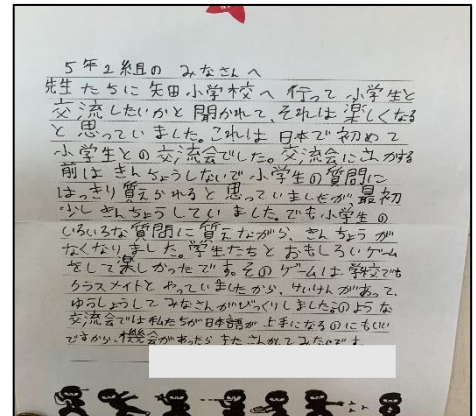 5年2組の みなさんへ
先生たちに矢田小学校へ行って小学生と
交流したいかと聞かれて、それは楽しくなる
と思っていました。これは日本で初めて
小学生との交流会でした。交流会にさんかする
前はきんちょうしないで小学生の質問に
はっきり答えられると思っていましたが、最初
少しきんちょうしていました。でも小学生の
いろいろな質問に答えながら、きんちょうが
なくなりました。学生たちとおもしろいゲーム
をして楽しかったです。そのゲームは学校でも
クラスメイトとやっていましたから、けいけんがあって、
ゆうしょうしてみなさんがびっくりしました。のような
交流会では私たちが日本語が上手になるのにもいい
ですから、機会があったらまたさんかしてみたいです